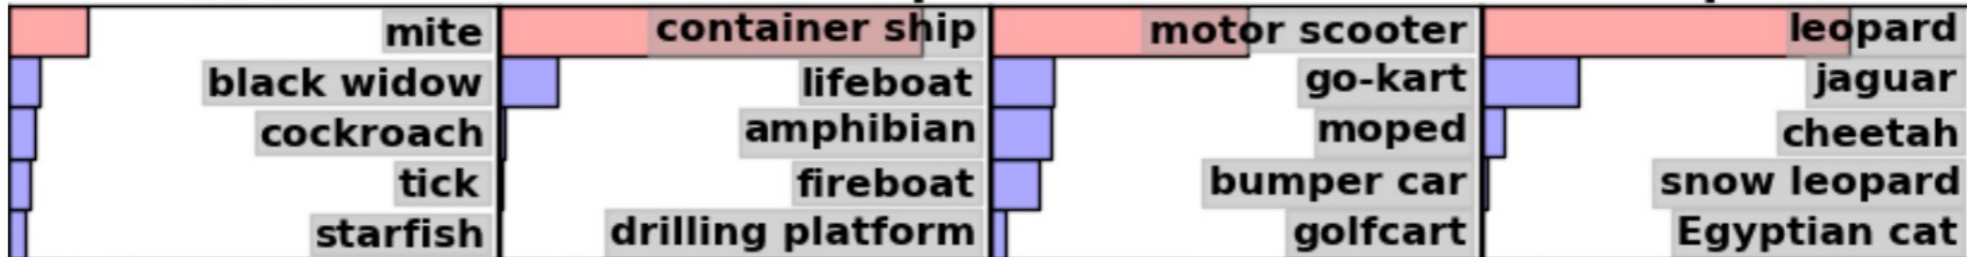 mite
black widow
cockroach
tick
starfish
container ship
lifeboat
amphibian
fireboat
drilling platform
motor scooter
go-kart
moped
bumper car
golfcart
leopard
jaguar
cheetah
snow leopard
Egyptian cat